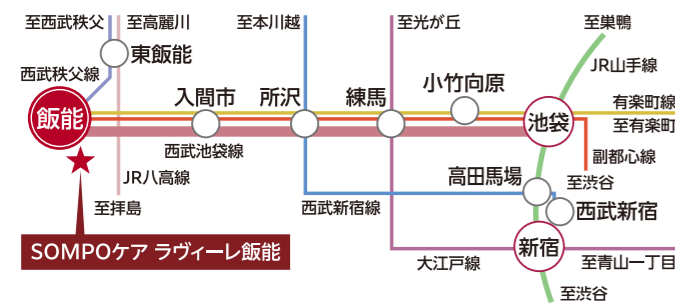 至西武秩父
至高麗川
至本川越
至光が丘
至巣鴨
東飯能
JR山手線
西武秩父線
小竹向原
入間市
所沢
練馬
有楽町線
飯能
池袋
至有楽町
西武池袋線
副都心線
JR八高線
高田馬場
至渋谷
至拝島
西武新宿線
西武新宿
SOMPOケア ラヴィーレ飯能
新宿
大江戸線
至青山一丁目
至渋谷